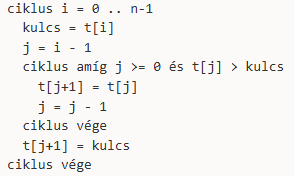 ciklus i = 0 .. n-1
  kulcs = t[i]
  j = i - 1
  ciklus amíg j >= 0 és t[j] > kulcs
    t[j+1] = t[j]
    j = j - 1
  ciklus vége
  t[j+1] = kulcs
ciklus vége